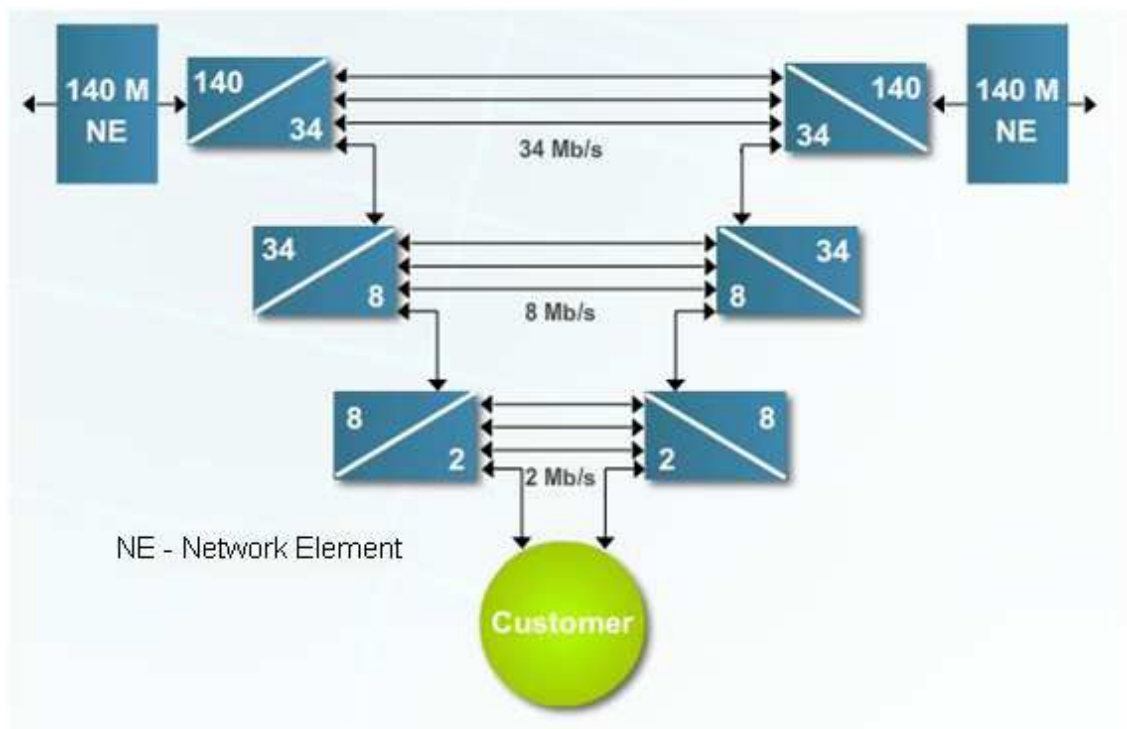 140 M
NE
140
34
34 Mb/s
140
34
140 M
NE
34
8
8 Mb/s
34
8
8
2
2 Mb/s
8
2
NE - Network Element
Customer